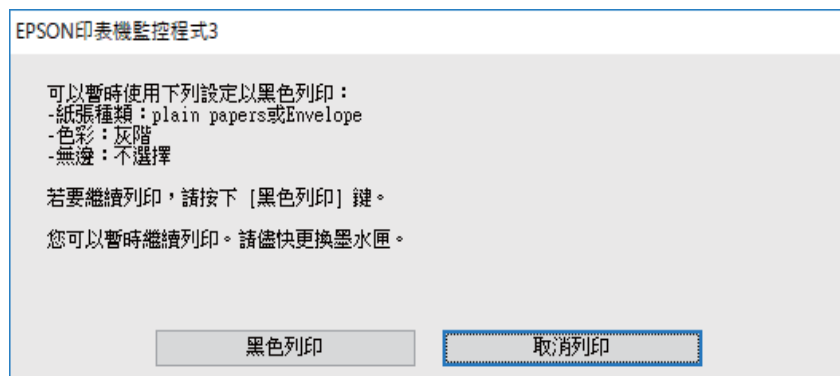 EPSON印表機監控程式3
可以暫時使用下列設定以黑色列印：
-紙張種類：plain papers或Envelope
-色彩：灰階
-無邊：不選擇
若要繼續列印，請按下 [黑色列印] 鍵。
您可以暫時繼續列印。請儘快更換墨水匣。
黑色列印
取消列印